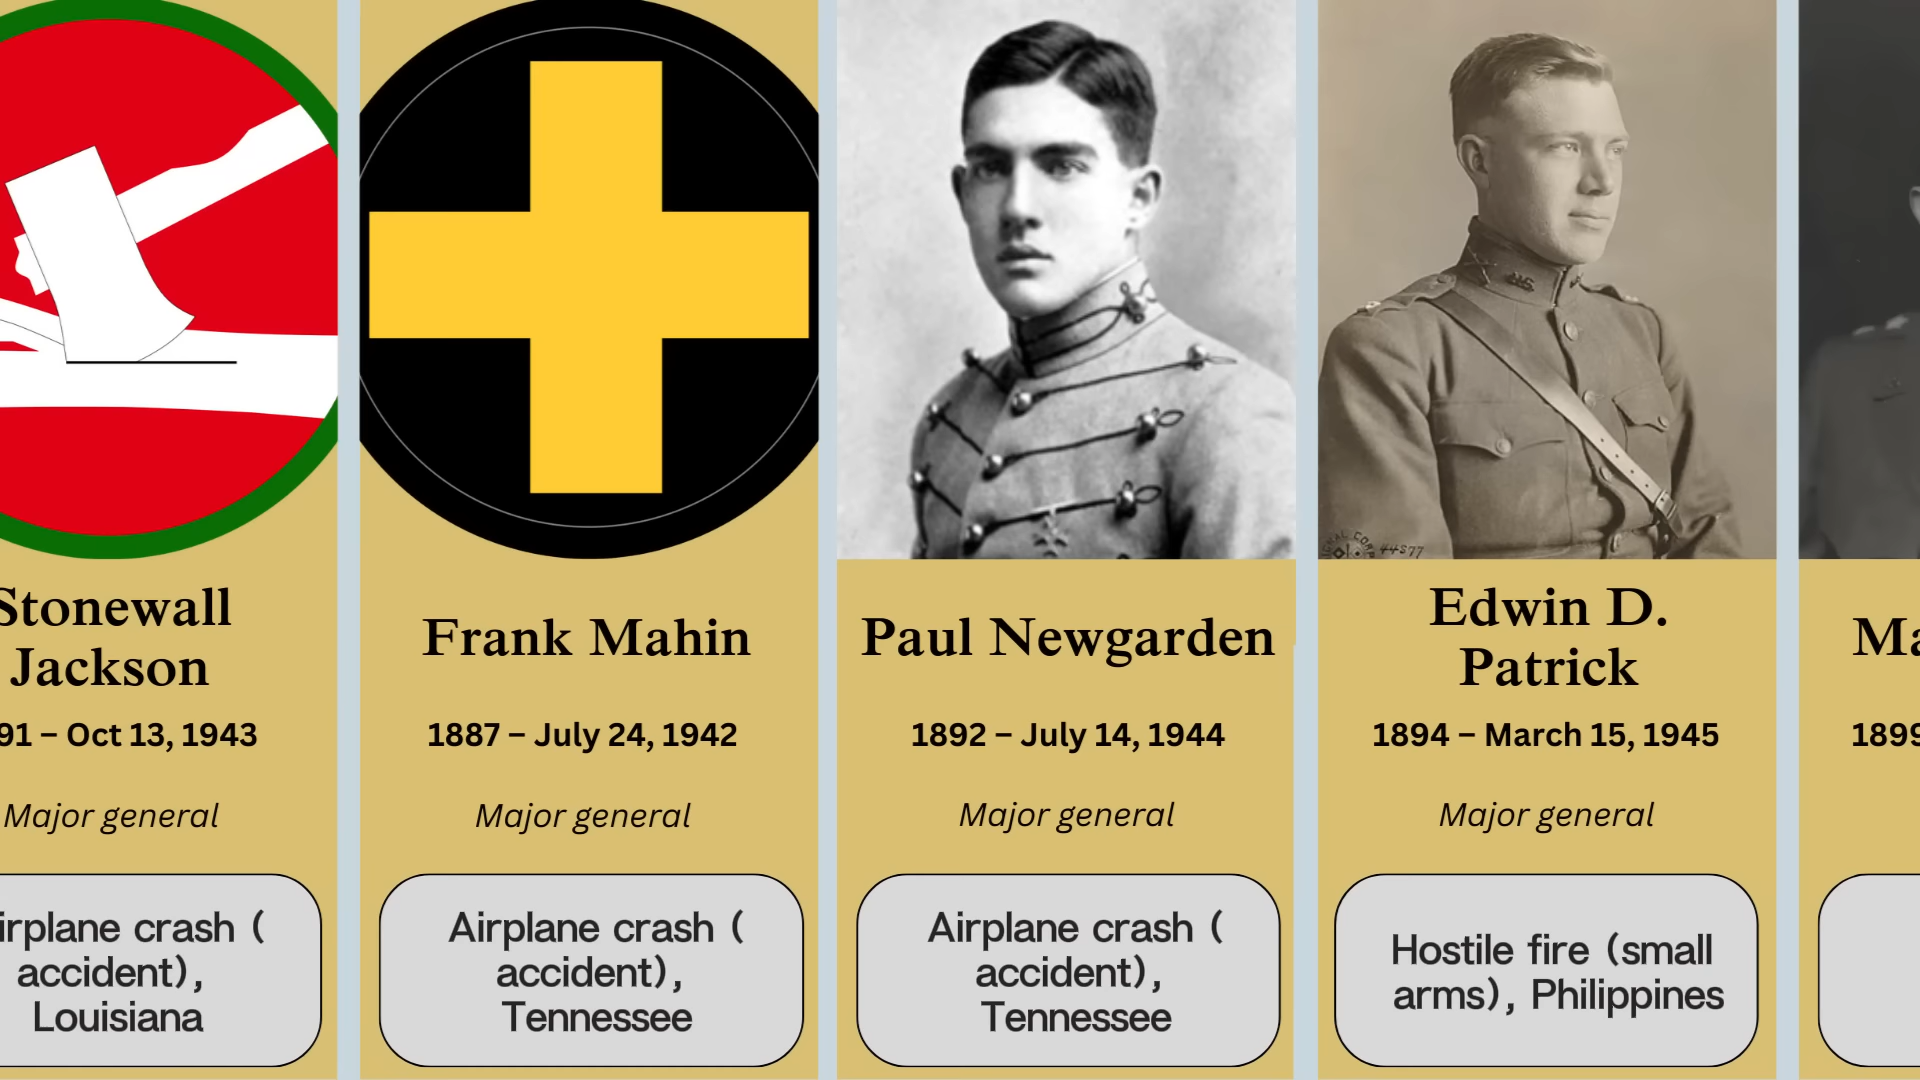 Stonewall
Jackson
91 – Oct 13, 1943
Major general
irplane crash (
accident),
Louisiana
Frank Mahin
1887 – July 24, 1942
Major general
Airplane crash (
accident),
Tennessee
Paul Newgarden
1892 – July 14, 1944
Major general
Airplane crash (
accident),
Tennessee
44577
Edwin D.
Patrick
1894 – March 15, 1945
Major general
Hostile fire (small
arms), Philippines
Ma
1899